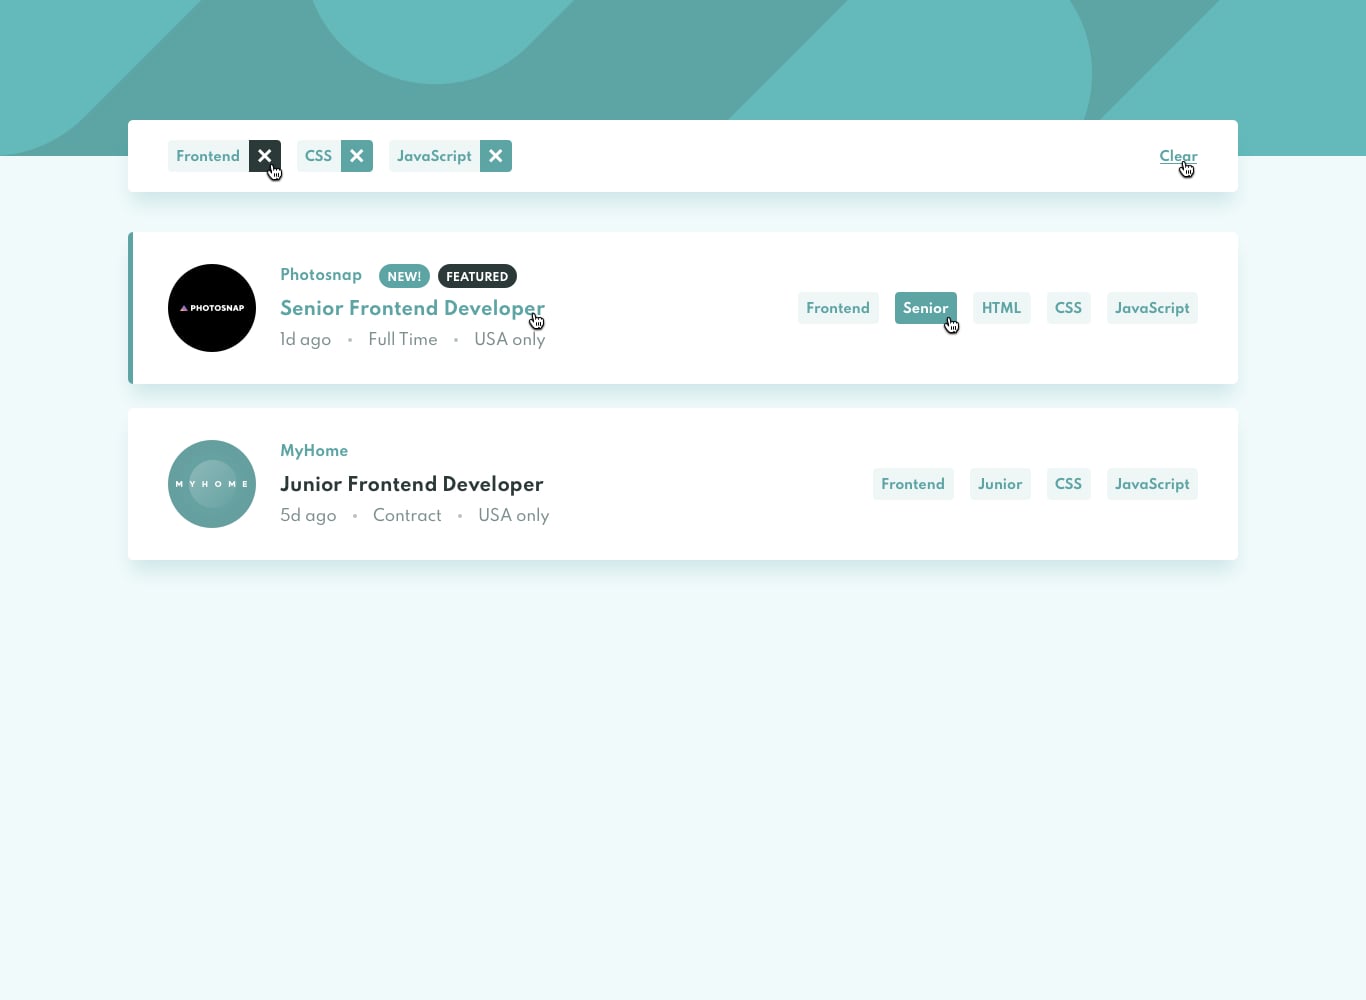 Frontend CSS JavaScript Clear
PHOTOSNAP
Photosnap NEW! FEATURED
Senior Frontend Developer
1d ago • Full Time • USA only
Frontend Senior HTML CSS JavaScript
MYHOME
MyHome
Junior Frontend Developer
5d ago • Contract • USA only
Frontend Junior CSS JavaScript